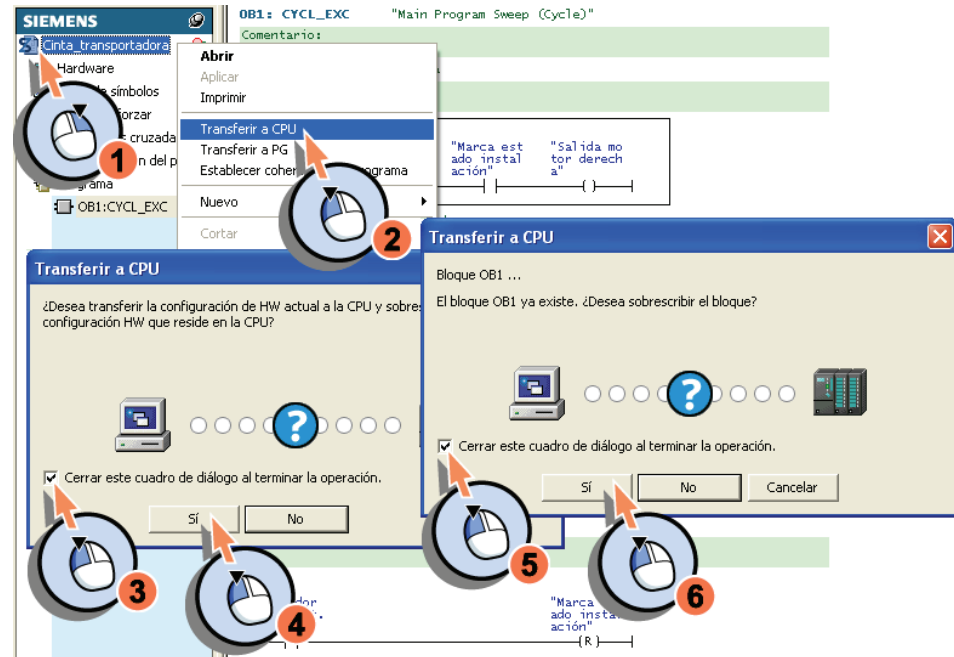 SIEMENS
OB1: CYCL_EXC "Main Program Sweep (Cycle)"
Comentario:
Cinta_transportadora
Hardware
símbolos
forzar
cruzada
n del p
grama
OB1:CYCL_EXC
Abrir
Aplicar
Imprimir
Transferir a CPU
Transferir a PG
Establecer coher grama
Nuevo
Cortar
"Marca est
ado instal
ación"
"Salida mo
tor derech
a"
1
2
Transferir a CPU
¿Desea transferir la configuración de HW actual a la CPU y sobres
configuración HW que reside en la CPU?
Cerrar este cuadro de diálogo al terminar la operación.
Sí No
3
4
Transferir a CPU
Bloque OB1 ...
El bloque OB1 ya existe. ¿Desea sobrescribir el bloque?
Cerrar este cuadro de diálogo al terminar la operación.
Sí No Cancelar
5
6
dor
"Marca
ado insta
ación"
R